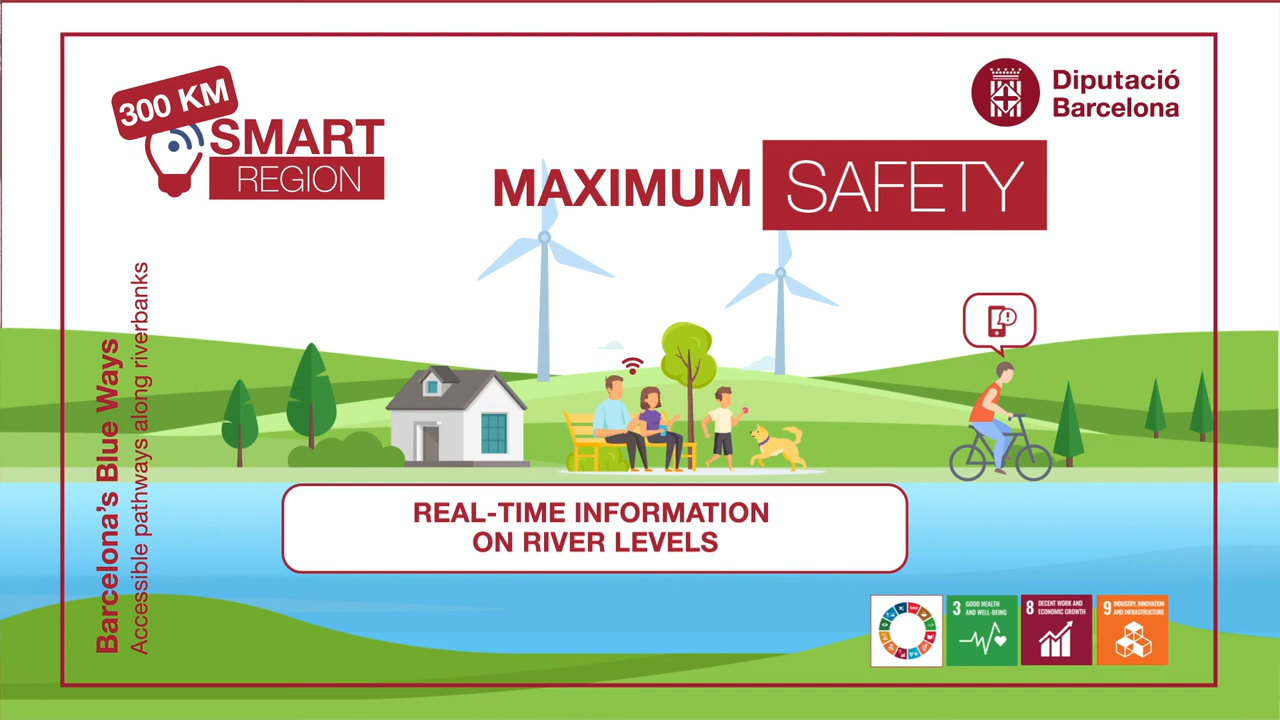 300 KM
SMART
REGION
Diputació
Barcelona
MAXIMUM SAFETY
Barcelona's Blue Ways
Accessible pathways along riverbanks
REAL-TIME INFORMATION
ON RIVER LEVELS
3 GOOD HEALTH
AND WELL-BEING
8 DECENT WORK AND
ECONOMIC GROWTH
9 INDUSTRY, INNOVATION
AND INFRASTRUCTURE